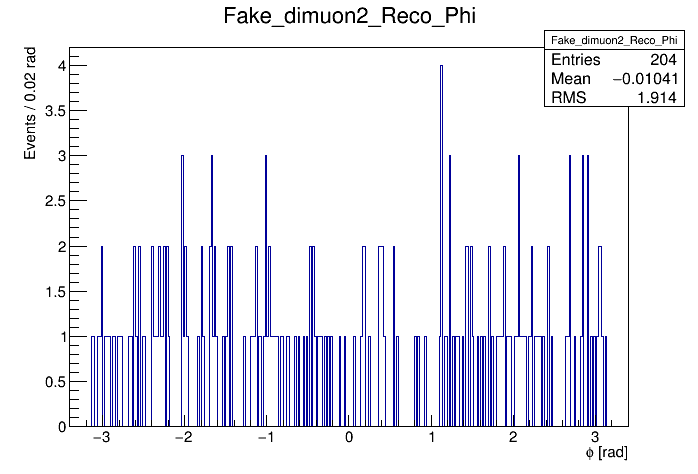 Fake_dimuon2_Reco_Phi
Fake_dimuon2_Reco_Phi
Entries 204
Mean −0.01041
RMS 1.914
Events / 0.02 rad
4
3.5
3
2.5
2
1.5
1
0.5
0
−3 −2 −1 0 1 2 3
ϕ [rad]